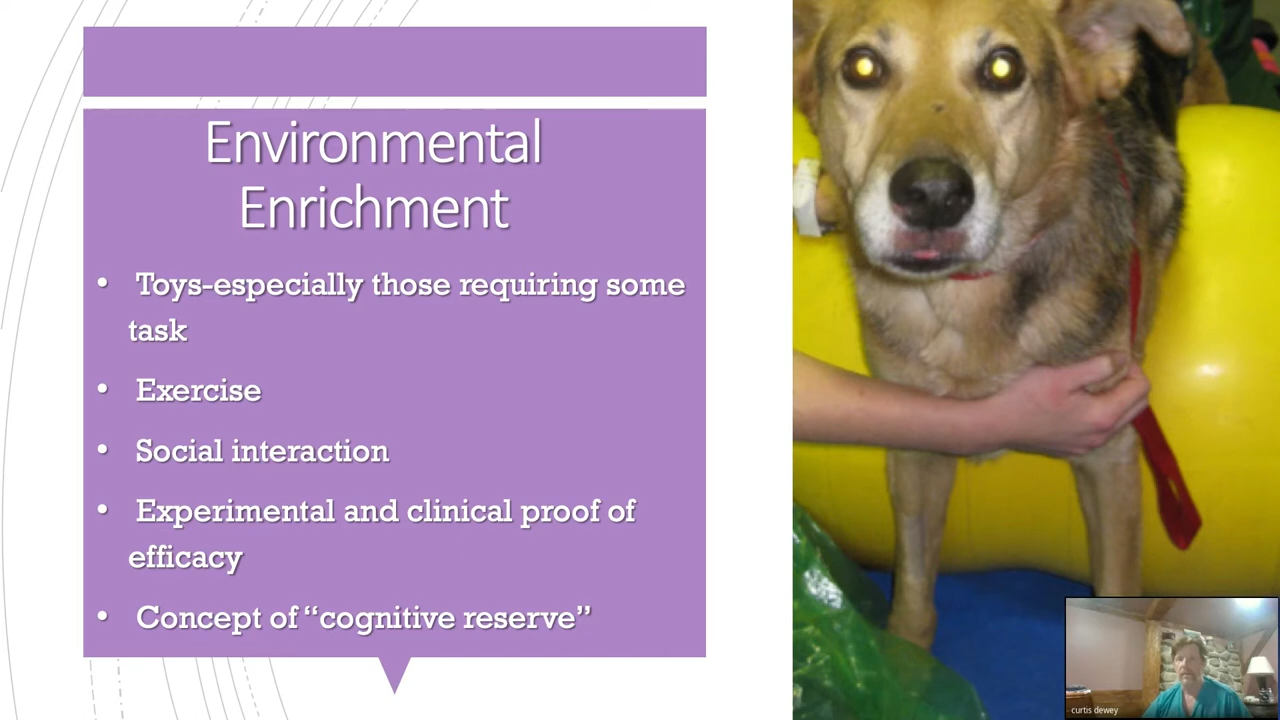 Environmental
Enrichment
• Toys-especially those requiring some
task
• Exercise
• Social interaction
• Experimental and clinical proof of
efficacy
• Concept of “cognitive reserve”
curtis dewey